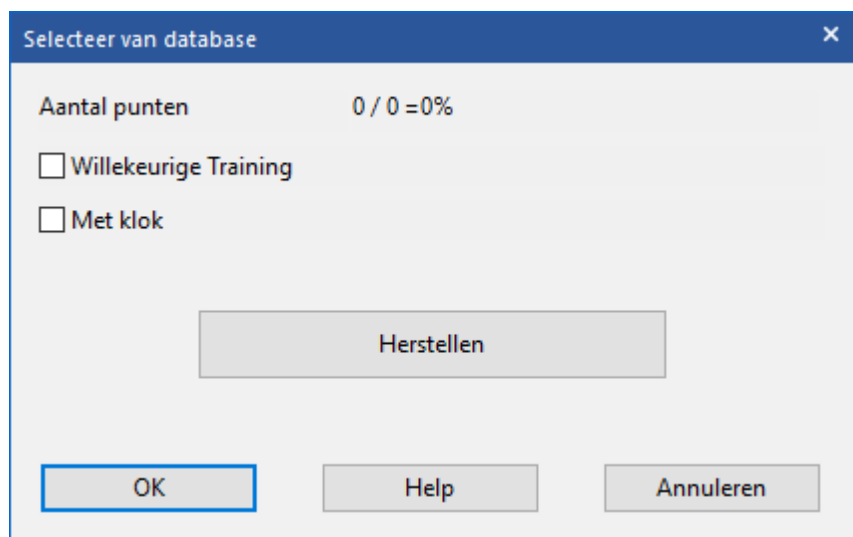 Selecteer van database
Aantal punten 0 / 0 =0%
Willekeurige Training
Met klok
Herstellen
OK Help Annuleren